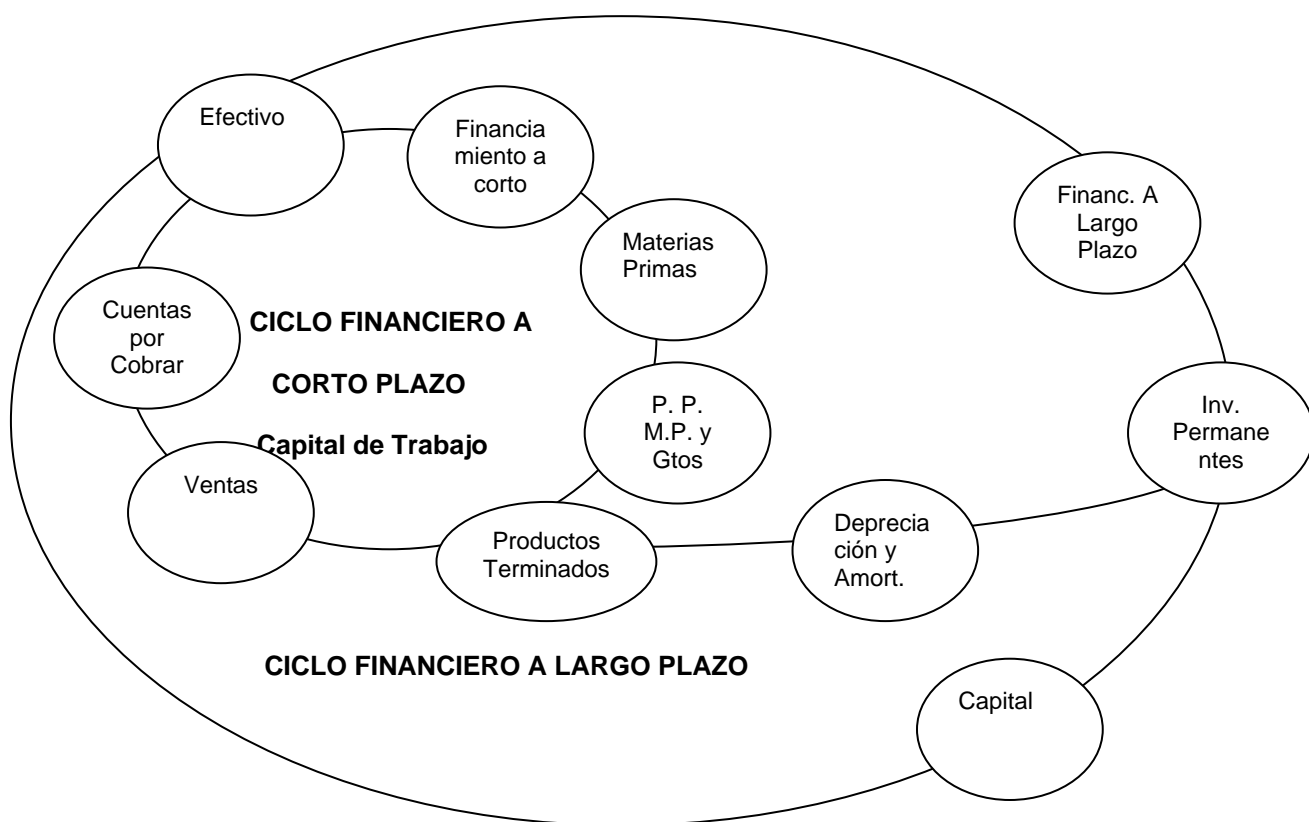 Efectivo
Financia
miento a
corto
Materias
Primas
Financ. A
Largo
Plazo
Cuentas
por
Cobrar
CICLO FINANCIERO A
CORTO PLAZO
Capital de Trabajo
P. P.
M.P. y
Gtos
Inv.
Permane
ntes
Ventas
Productos
Terminados
Deprecia
ción y
Amort.
CICLO FINANCIERO A LARGO PLAZO
Capital